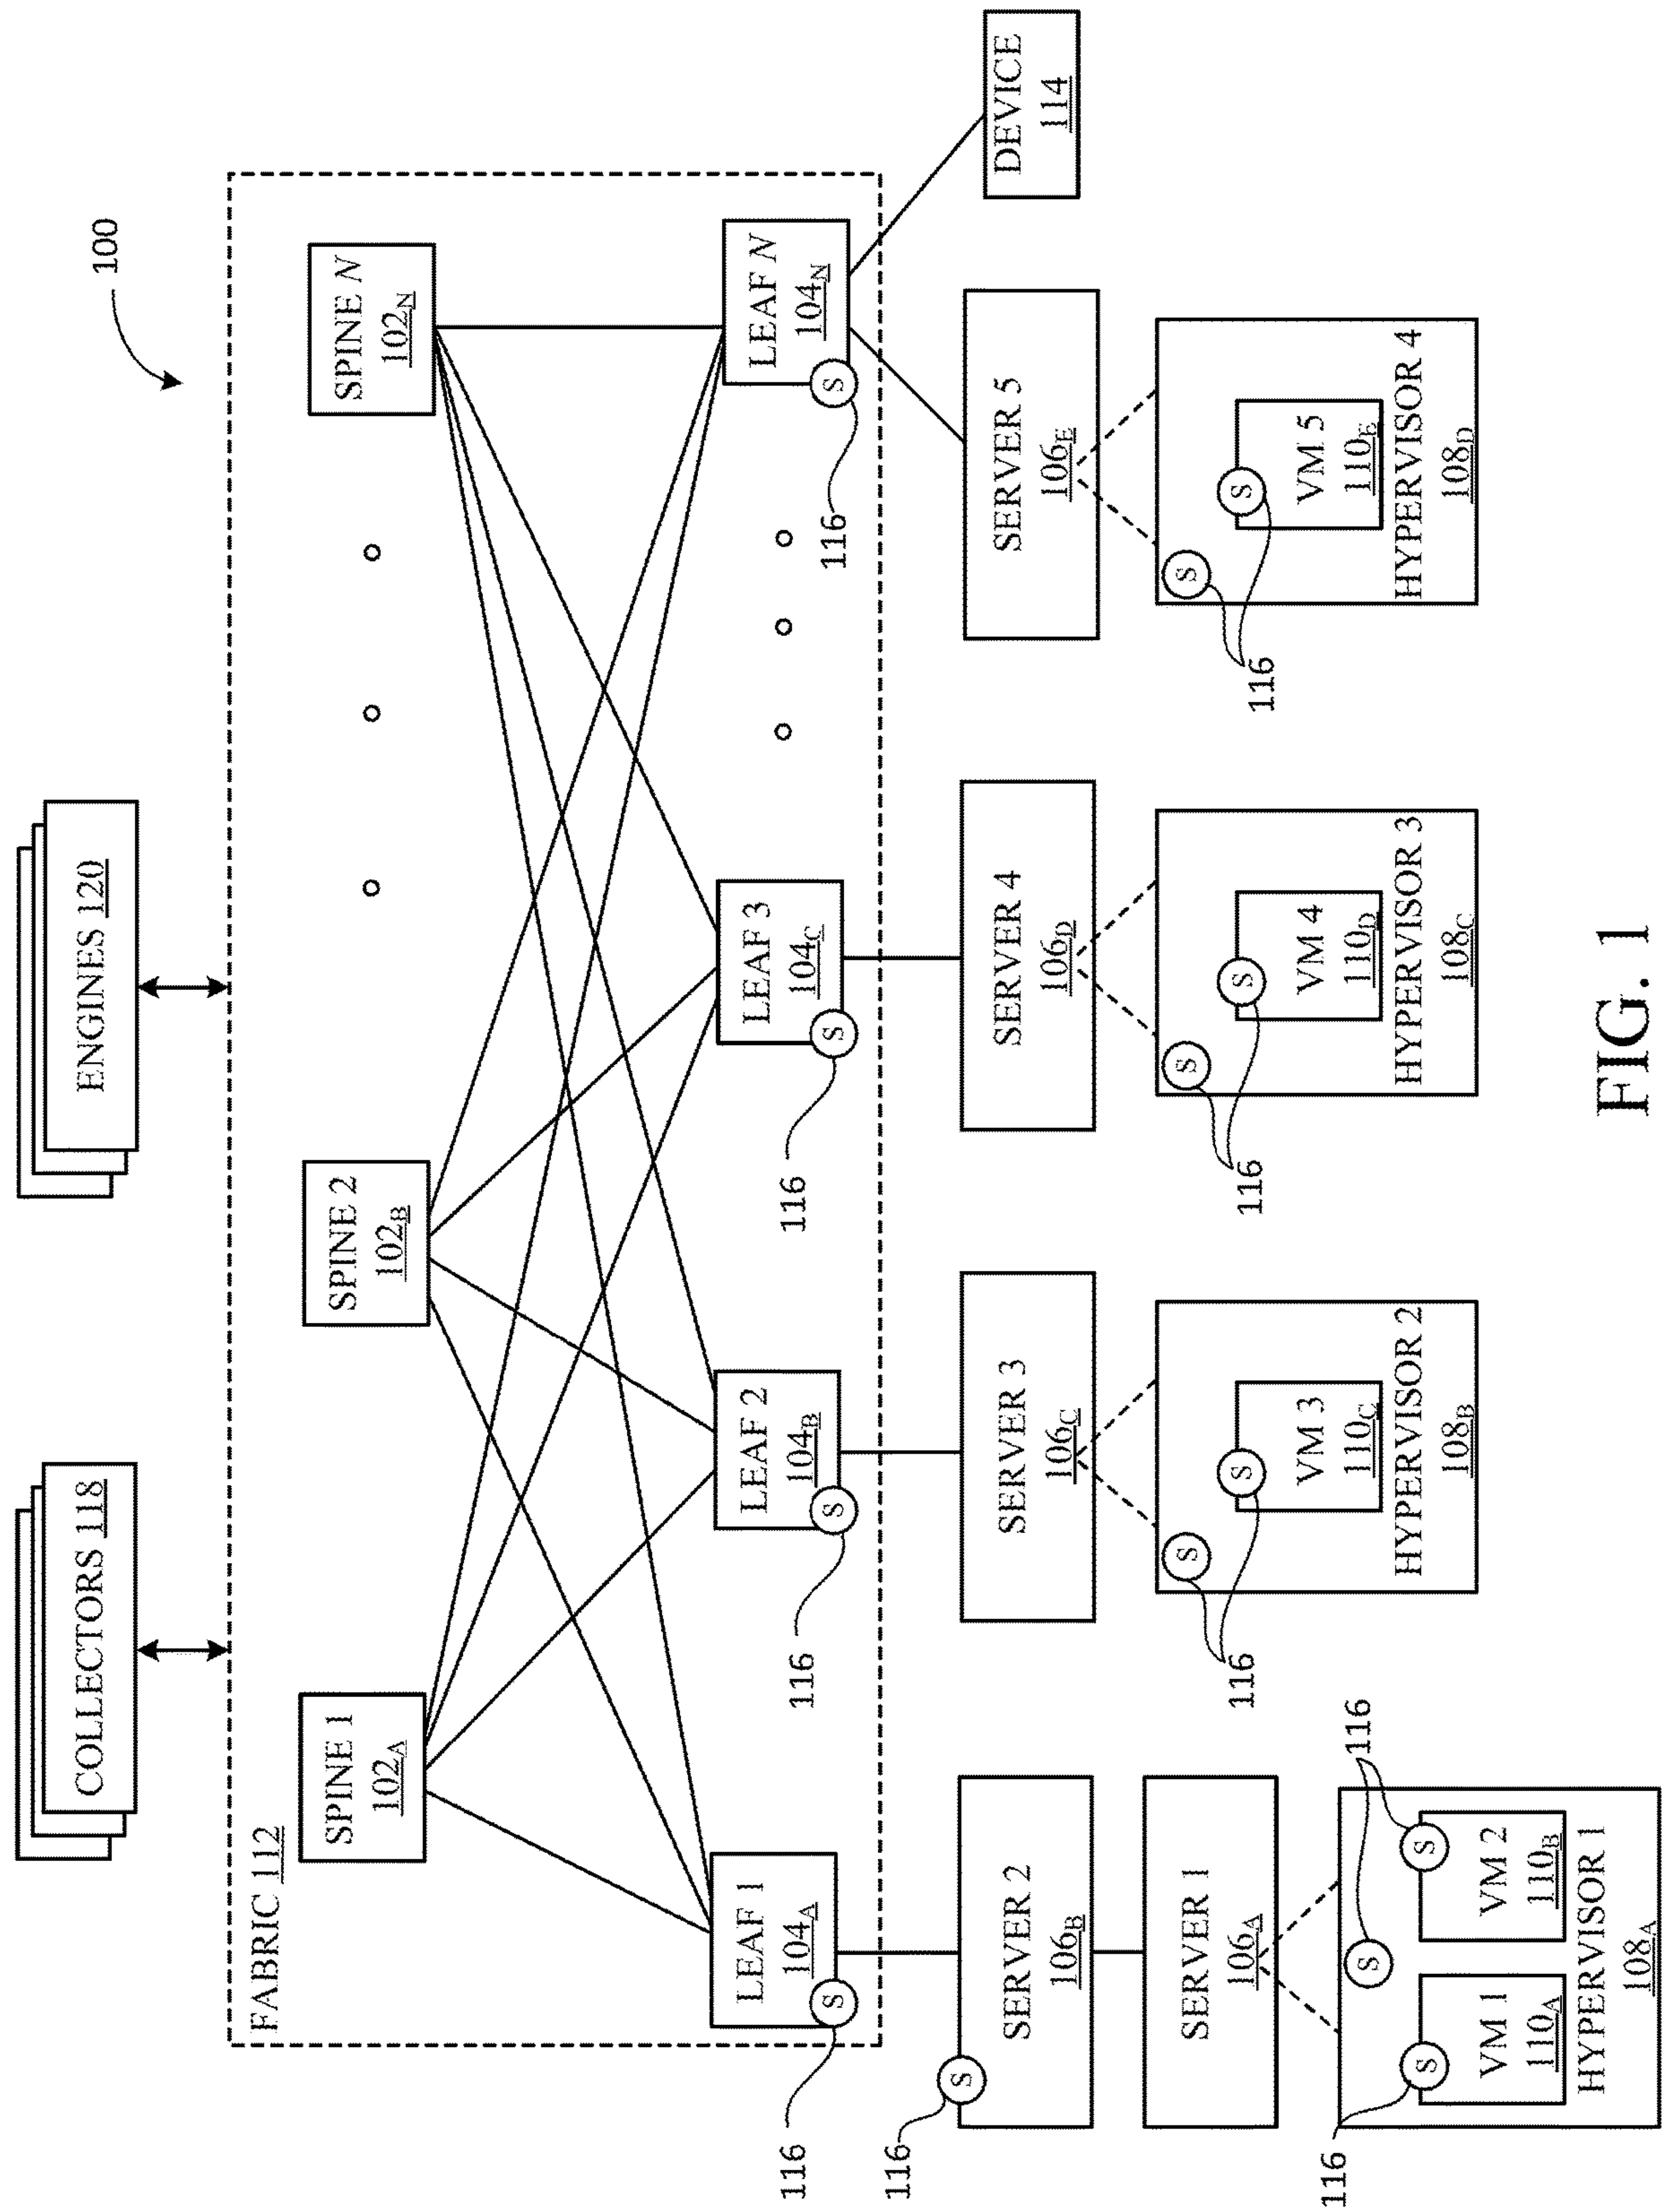 COLLECTORS 118
ENGINES 120
100
FABRIC 112
SPINE 1
102A
SPINE 2
102B
SPINE N
102N
LEAF 1
104A
S
116
LEAF 2
104B
S
116
LEAF 3
104C
S
116
LEAF N
104N
S
116
SERVER 2
106B
S
116
SERVER 1
106A
SERVER 3
106C
SERVER 4
106D
SERVER 5
106E
DEVICE
114
S
S
S
116
116
VM 1
110A
VM 2
110B
HYPERVISOR 1
108A
S
S
116
VM 3
110C
HYPERVISOR 2
108B
S
S
116
VM 4
110D
HYPERVISOR 3
108C
S
S
116
VM 5
110E
HYPERVISOR 4
108D
FIG. 1